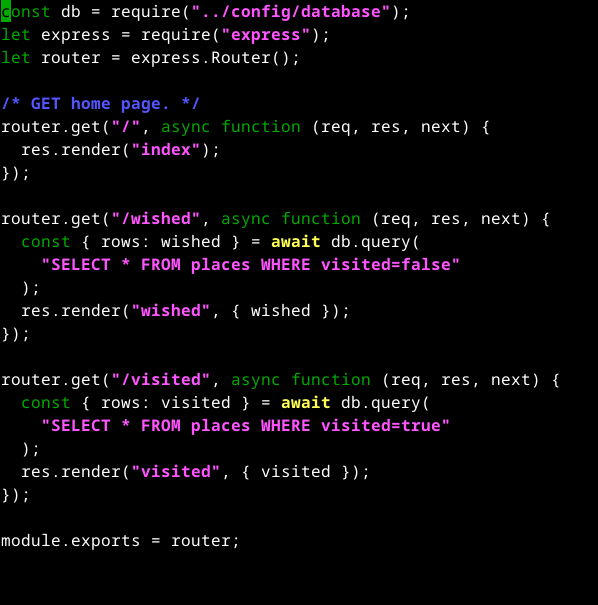 const db = require("../config/database");
let express = require("express");
let router = express.Router();

/* GET home page. */
router.get("/", async function (req, res, next) {
  res.render("index");
});

router.get("/wished", async function (req, res, next) {
  const { rows: wished } = await db.query(
    "SELECT * FROM places WHERE visited=false"
  );
  res.render("wished", { wished });
});

router.get("/visited", async function (req, res, next) {
  const { rows: visited } = await db.query(
    "SELECT * FROM places WHERE visited=true"
  );
  res.render("visited", { visited });
});

module.exports = router;